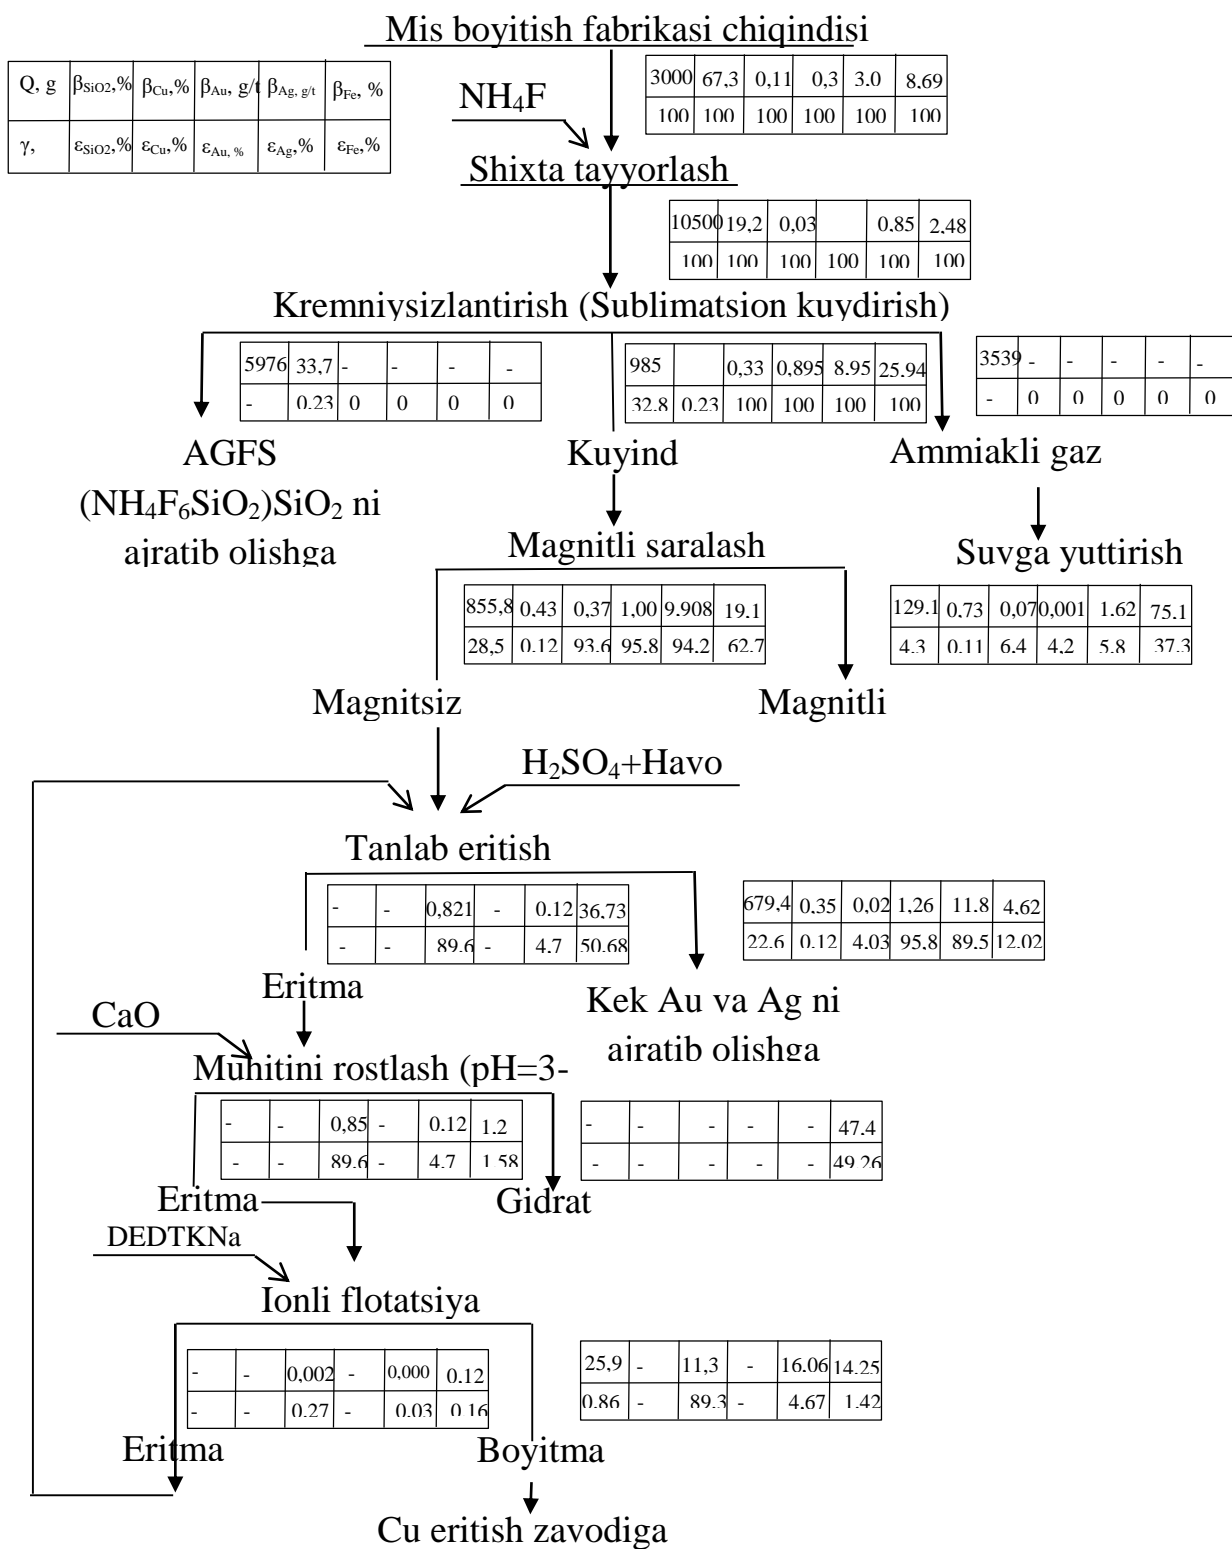 Mis boyitish fabrikasi chiqindisi
Q, g βSiO2,% βCu,% βAu, g/t βAg, g/t βFe, %
γ, εSiO2,% εCu,% εAu, % εAg,% εFe,%
3000 67,3 0,11 0,3 3.0 8,69
100 100 100 100 100 100
NH₄F
Shixta tayyorlash
10500 19,2 0,03 0,85 2,48
100 100 100 100 100 100
Kremniysizlantirish (Sublimatsion kuydirish)
5976 33,7 - - - -
- 0,23 0 0 0 0
985 0,33 0,895 8.95 25.94
32.8 0,23 100 100 100 100
3539 - - - - -
- 0 0 0 0 0
AGFS
(NH₄F₆SiO₂)SiO₂ ni
ajratib olishga
Kuyind
Ammiakli gaz
Magnitli saralash
Suvga yuttirish
855,8 0,43 0,37 1,00 9.908 19.1
28,5 0,12 93,6 95,8 94,2 62,7
129.1 0,73 0,07 0,001 1.62 75.1
4.3 0,11 6,4 4,2 5,8 37,3
Magnitsiz
Magnitli
H₂SO₄+Havo
Tanlab eritish
- - 0,821 - 0.12 36,73
- - 89.6 - 4.7 50.68
679,4 0,35 0,02 1,26 11.8 4,62
22.6 0.12 4.03 95,8 89,5 12.02
Eritma
Kek Au va Ag ni
ajratib olishga
CaO
Muhitini rostlash (pH=3-
- - 0,85 - 0.12 1.2
- - 89.6 - 4.7 1.58
- - - - - 47.4
- - - - - 49.26
Eritma
Gidrat
DEDTKNa
Ionli flotatsiya
- - 0,002 - 0,000 0.12
- - 0.27 - 0.03 0.16
25,9 - 11,3 - 16.06 14.25
0.86 - 89.3 - 4.67 1.42
Eritma
Boyitma
Cu eritish zavodiga